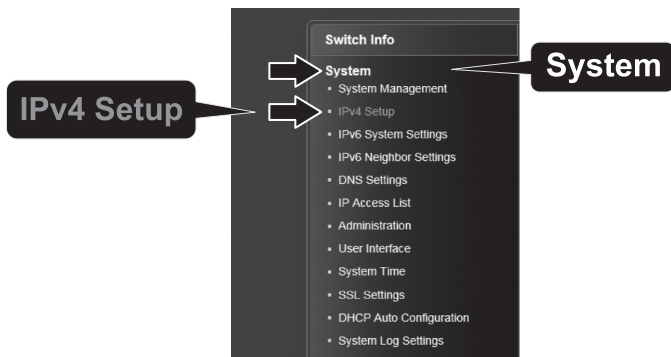 Switch Info
System
System
System Management
IPv4 Setup
IPv4 Setup
IPv6 System Settings
IPv6 Neighbor Settings
DNS Settings
IP Access List
Administration
User Interface
System Time
SSL Settings
DHCP Auto Configuration
System Log Settings